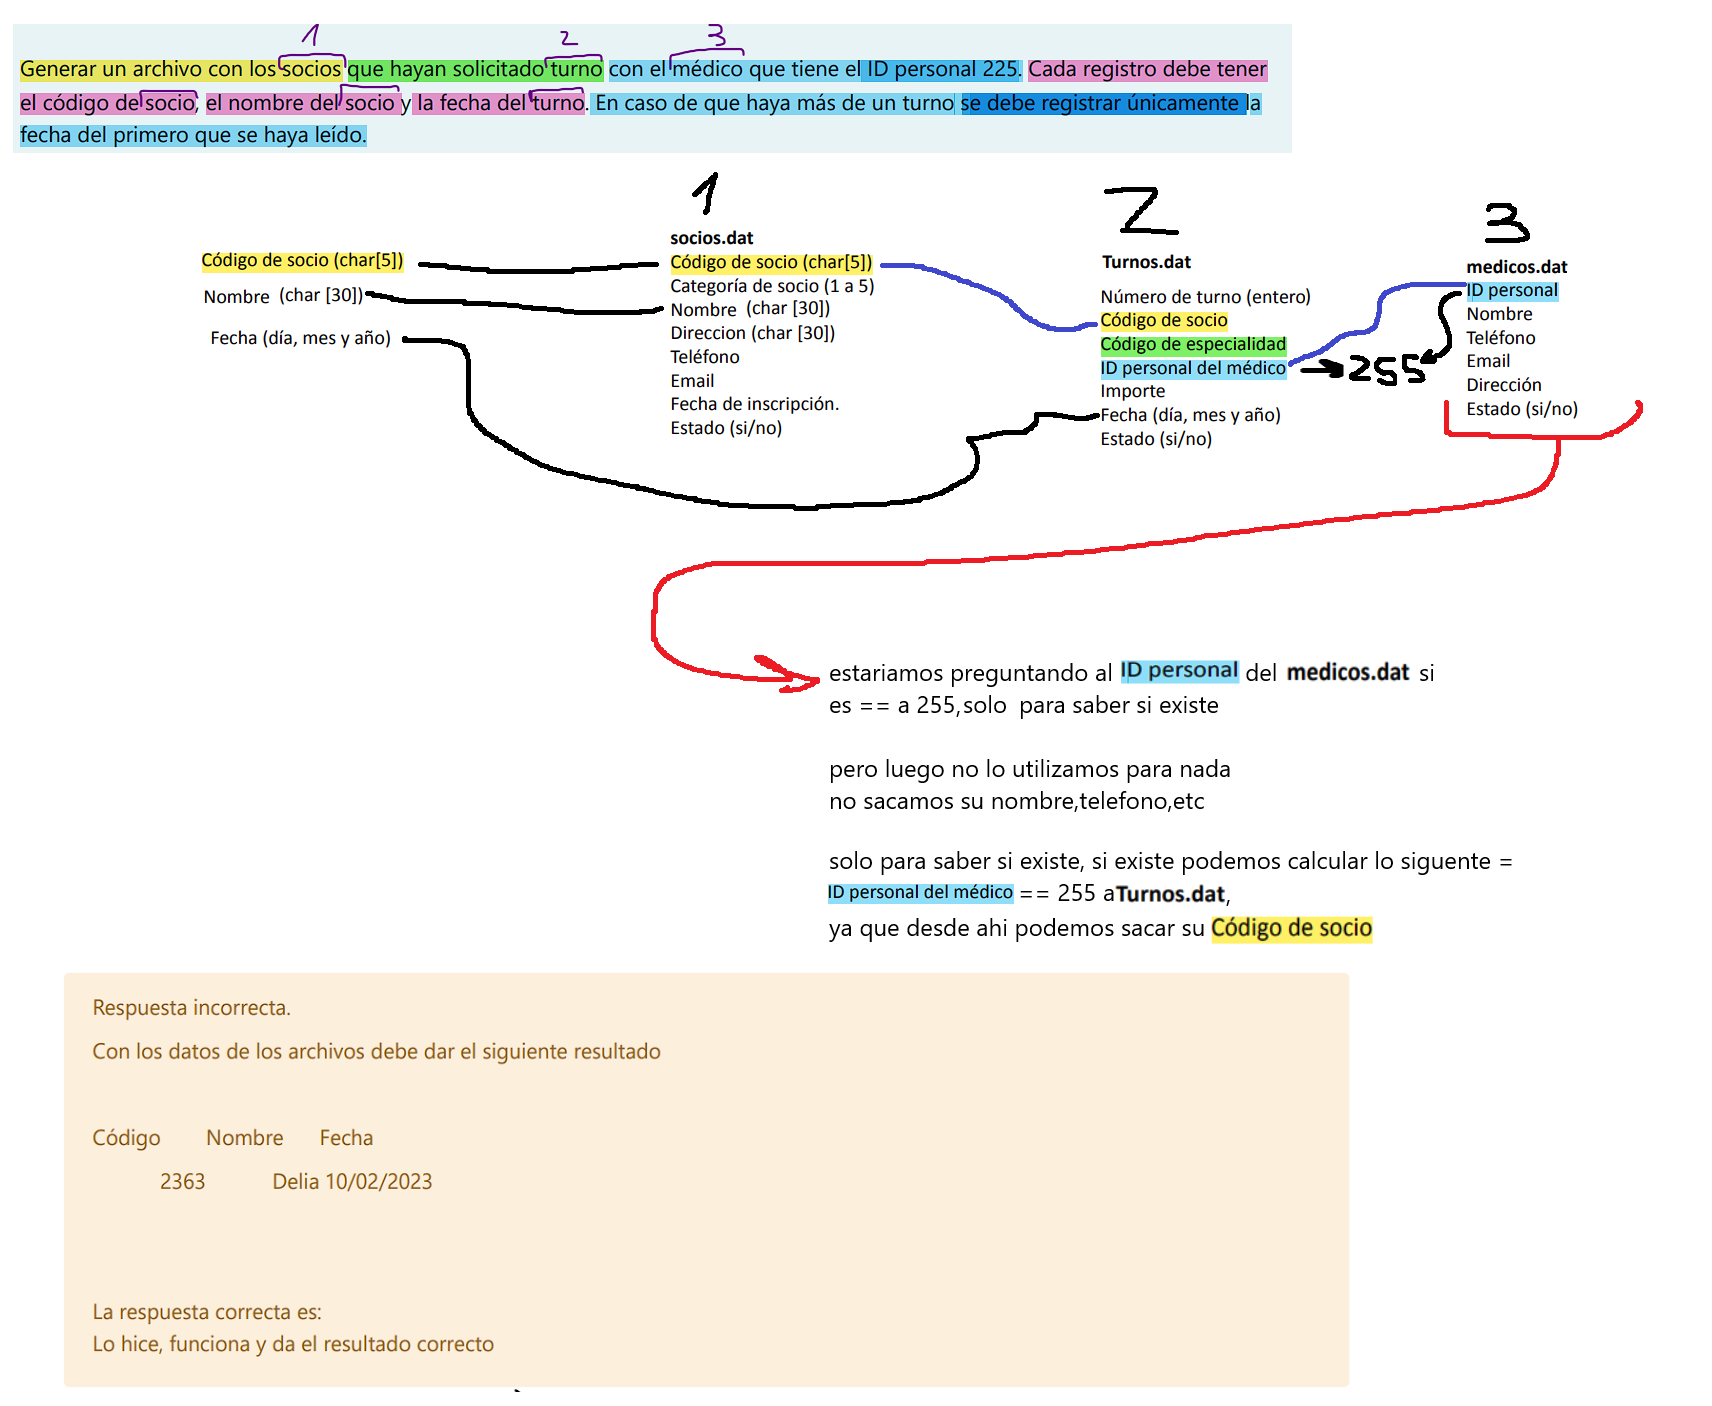 1 2 3
Generar un archivo con los socios que hayan solicitado turno con el médico que tiene el ID personal 225. Cada registro debe tener
el código de socio, el nombre del socio y la fecha del turno. En caso de que haya más de un turno se debe registrar únicamente la
fecha del primero que se haya leído.
Código de socio (char[5])
Nombre (char [30])
Fecha (día, mes y año)
1
socios.dat
Código de socio (char[5])
Categoría de socio (1 a 5)
Nombre (char [30])
Direccion (char [30])
Teléfono
Email
Fecha de inscripción.
Estado (si/no)
2
Turnos.dat
Número de turno (entero)
Código de socio
Código de especialidad
ID personal del médico
Importe
Fecha (día, mes y año)
Estado (si/no)
255
3
medicos.dat
ID personal
Nombre
Teléfono
Email
Dirección
Estado (si/no)
estariamos preguntando al ID personal del medicos.dat si
es == a 255,solo para saber si existe
pero luego no lo utilizamos para nada
no sacamos su nombre,telefono,etc
solo para saber si existe, si existe podemos calcular lo siguente =
ID personal del médico == 255 aTurnos.dat,
ya que desde ahi podemos sacar su Código de socio
Respuesta incorrecta.
Con los datos de los archivos debe dar el siguiente resultado
Código Nombre Fecha
2363 Delia 10/02/2023
La respuesta correcta es:
Lo hice, funciona y da el resultado correcto